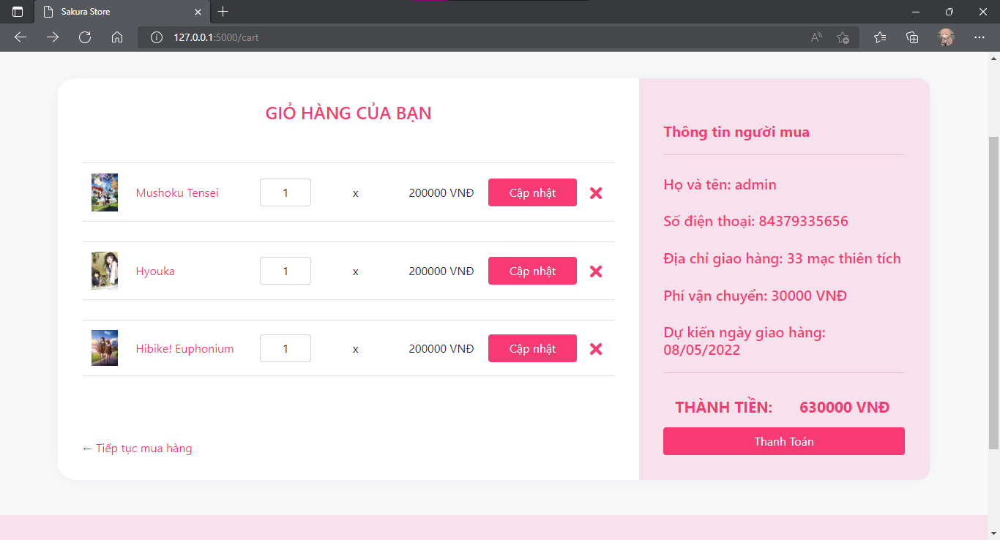 Sakura Store
127.0.0.1:5000/cart
GIỎ HÀNG CỦA BẠN
Mushoku Tensei 1 x 200000 VNĐ Cập nhật
Hyouka 1 x 200000 VNĐ Cập nhật
Hibike! Euphonium 1 x 200000 VNĐ Cập nhật
← Tiếp tục mua hàng
Thông tin người mua
Họ và tên: admin
Số điện thoại: 84379335656
Địa chỉ giao hàng: 33 mạc thiên tích
Phí vận chuyển: 30000 VNĐ
Dự kiến ngày giao hàng:
08/05/2022
THÀNH TIỀN: 630000 VNĐ
Thanh Toán